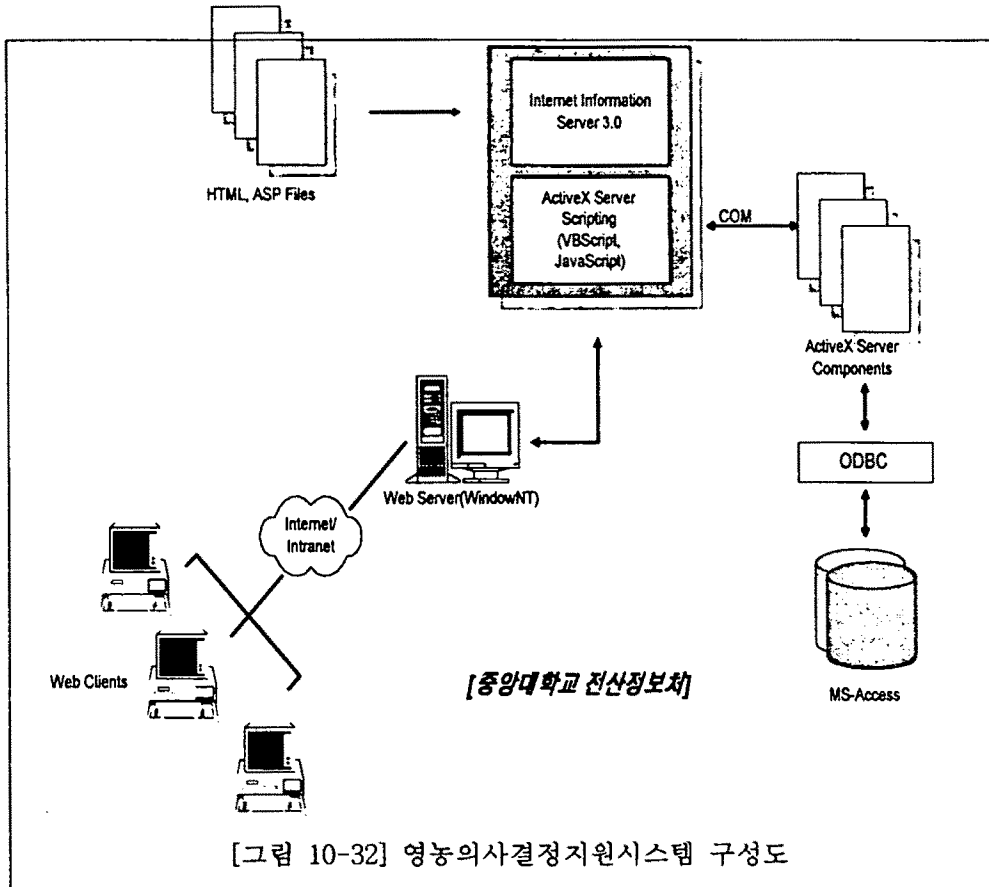 HTML, ASP Files
Internet Information
Server 3.0
ActiveX Server
Scripting
(VBScript,
JavaScript)
COM
ActiveX Server
Components
ODBC
MS-Access
Web Server(WindowNT)
Internet/
Intranet
Web Clients
[중앙대학교 전산정보처]
[그림 10-32] 영농의사결정지원시스템 구성도